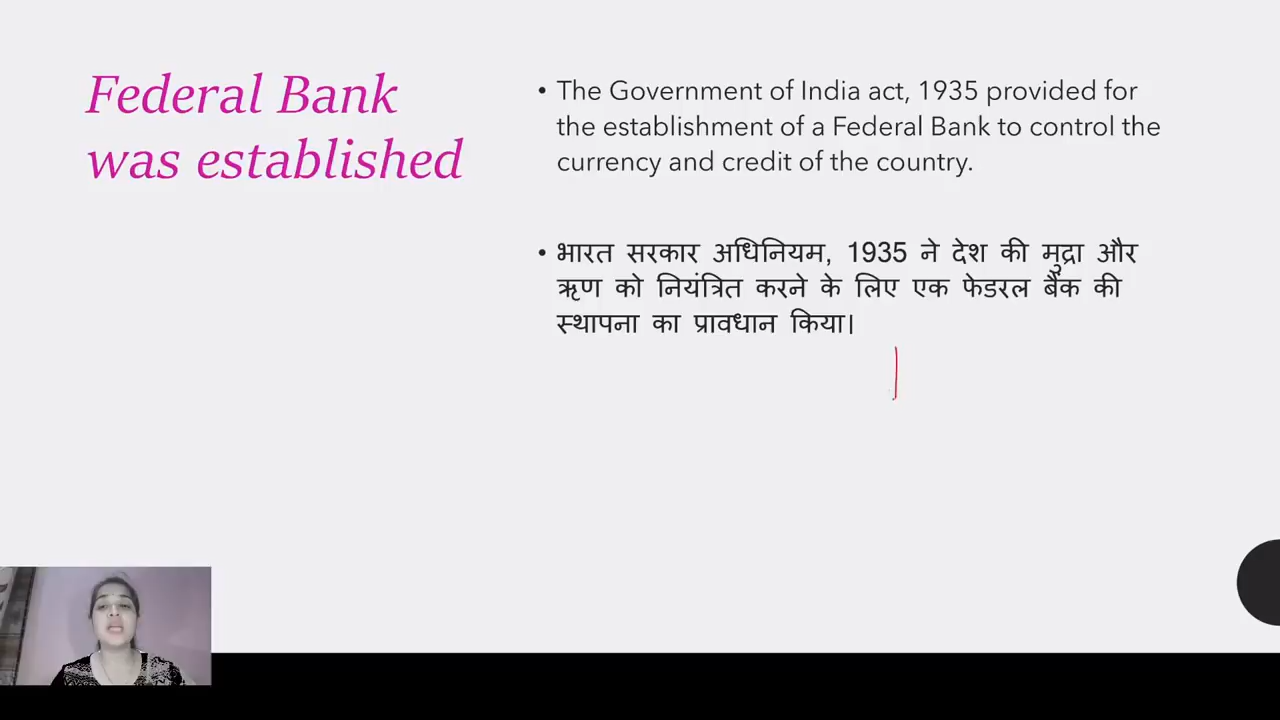 Federal Bank
was established
• The Government of India act, 1935 provided for
the establishment of a Federal Bank to control the
currency and credit of the country.
• भारत सरकार अधिनियम, 1935 ने देश की मुद्रा और
ऋण को नियंत्रित करने के लिए एक फेडरल बैंक की
स्थापना का प्रावधान किया।